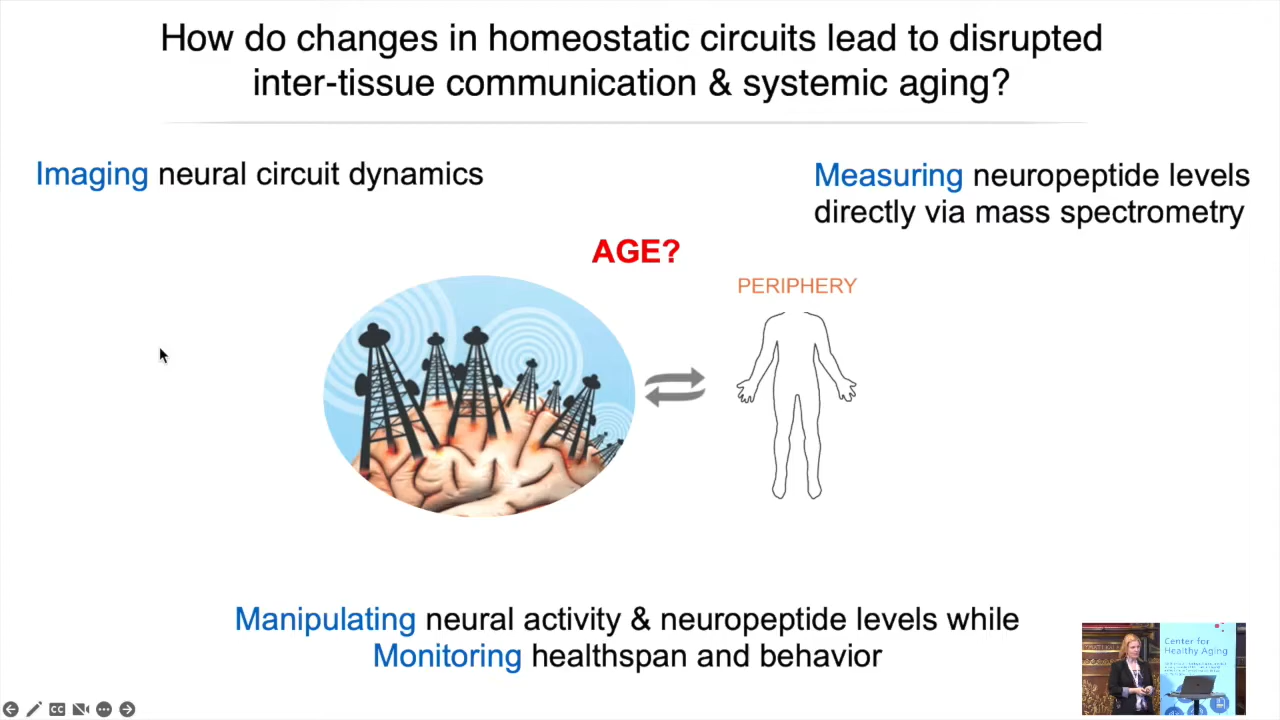 How do changes in homeostatic circuits lead to disrupted
inter-tissue communication & systemic aging?
Imaging neural circuit dynamics
Measuring neuropeptide levels
directly via mass spectrometry
AGE?
PERIPHERY
Manipulating neural activity & neuropeptide levels while
Monitoring healthspan and behavior
Center for
Healthy Aging
CC